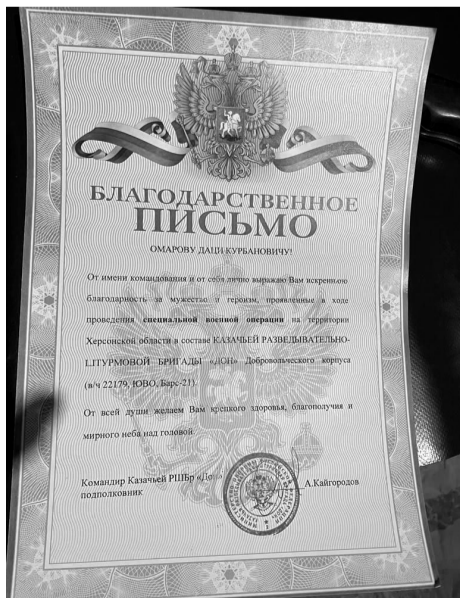 БЛАГОДАРСТВЕННОЕ
ПИСЬМО
ОМАРОВУ ДАЦИ КУРБАНОВИЧУ!
От имени командования и от себя лично выражаю Вам искреннюю
благодарность за мужество и героизм, проявленные в ходе
проведения специальной военной операции на территории
Херсонской области в составе КАЗАЧЬЕЙ РАЗВЕДЫВАТЕЛЬНО-
ШТУРМОВОЙ БРИГАДЫ «ДОН» Добровольческого корпуса
(в/ч 22179, ЮВО, Барс-21).
От всей души желаем Вам крепкого здоровья, благополучия и
мирного неба над головой
Командир Казачьей РШБр «Дон»
подполковник
А.Кайгородов